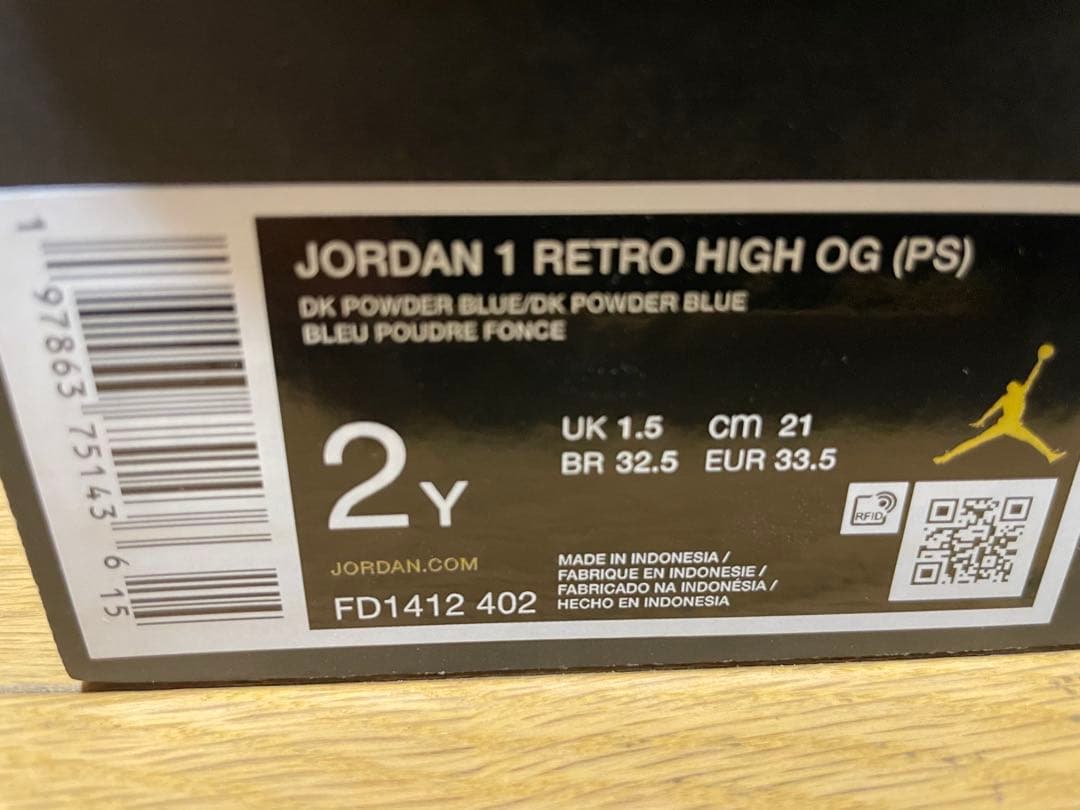 JORDAN 1 RETRO HIGH OG (PS)
DK POWDER BLUE/DK POWDER BLUE
BLEU POUDRE FONCE
2Y
UK 1.5 cm 21
BR 32.5 EUR 33.5
RFID
JORDAN.COM
FD1412 402
MADE IN INDONESIA /
FABRIQUE EN INDONESIE /
FABRICADO NA INDONÉSIA /
HECHO EN INDONESIA
1 97863 75143 6 15